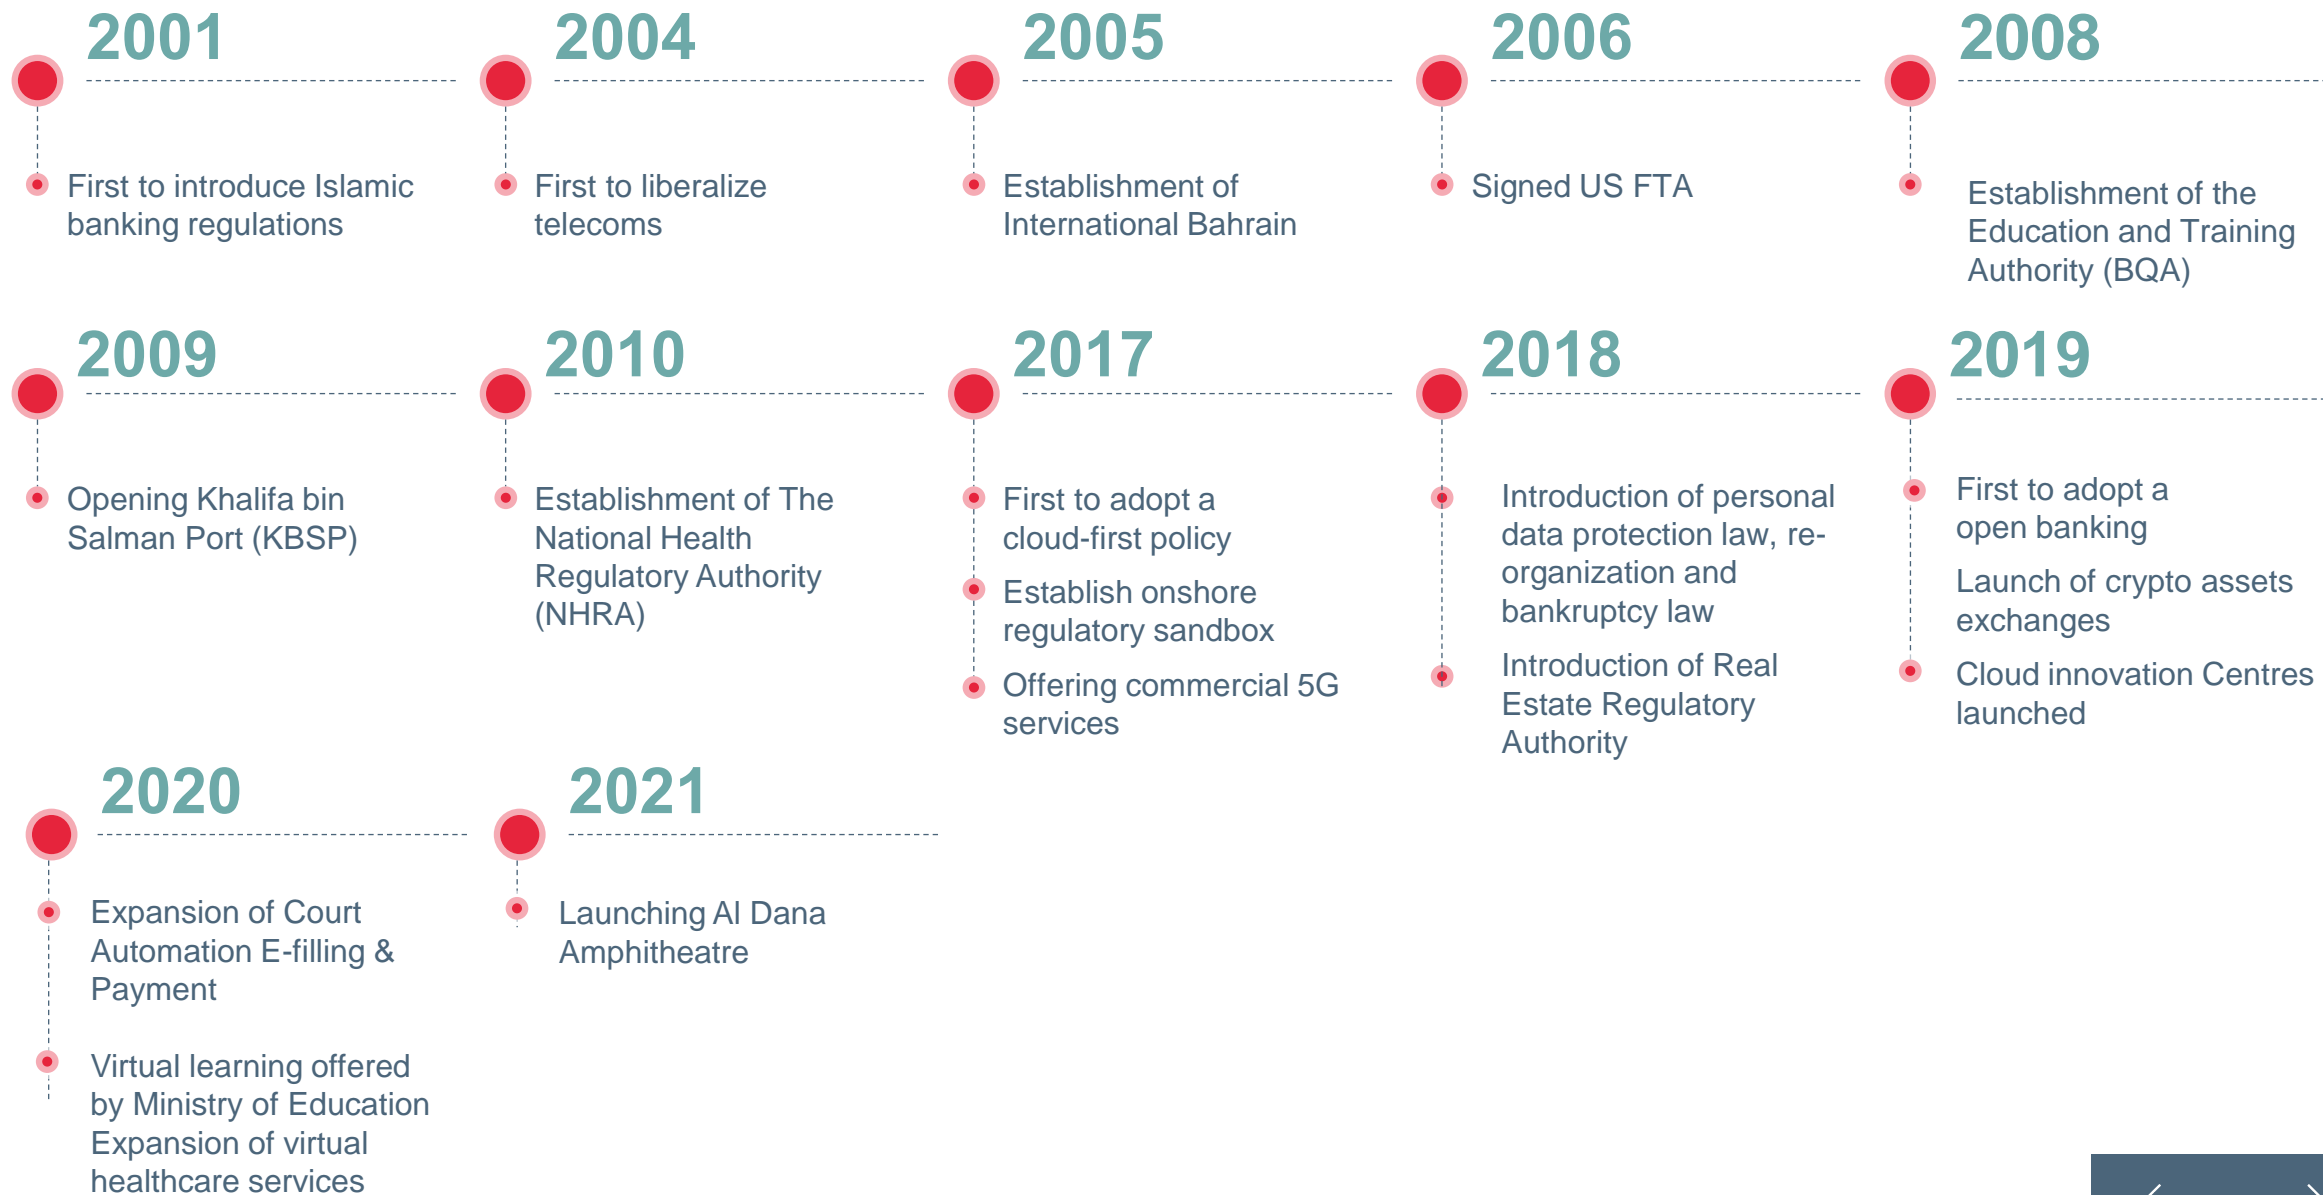 2001
First to introduce Islamic
banking regulations
2004
First to liberalize
telecoms
2005
Establishment of
International Bahrain
2006
Signed US FTA
2008
Establishment of the
Education and Training
Authority (BQA)
2009
Opening Khalifa bin
Salman Port (KBSP)
2010
Establishment of The
National Health
Regulatory Authority
(NHRA)
2017
First to adopt a
cloud-first policy
Establish onshore
regulatory sandbox
Offering commercial 5G
services
2018
Introduction of personal
data protection law, re-
organization and
bankruptcy law
Introduction of Real
Estate Regulatory
Authority
2019
First to adopt a
open banking
Launch of crypto assets
exchanges
Cloud innovation Centres
launched
2020
Expansion of Court
Automation E-filling &
Payment
Virtual learning offered
by Ministry of Education
Expansion of virtual
healthcare services
2021
Launching Al Dana
Amphitheatre